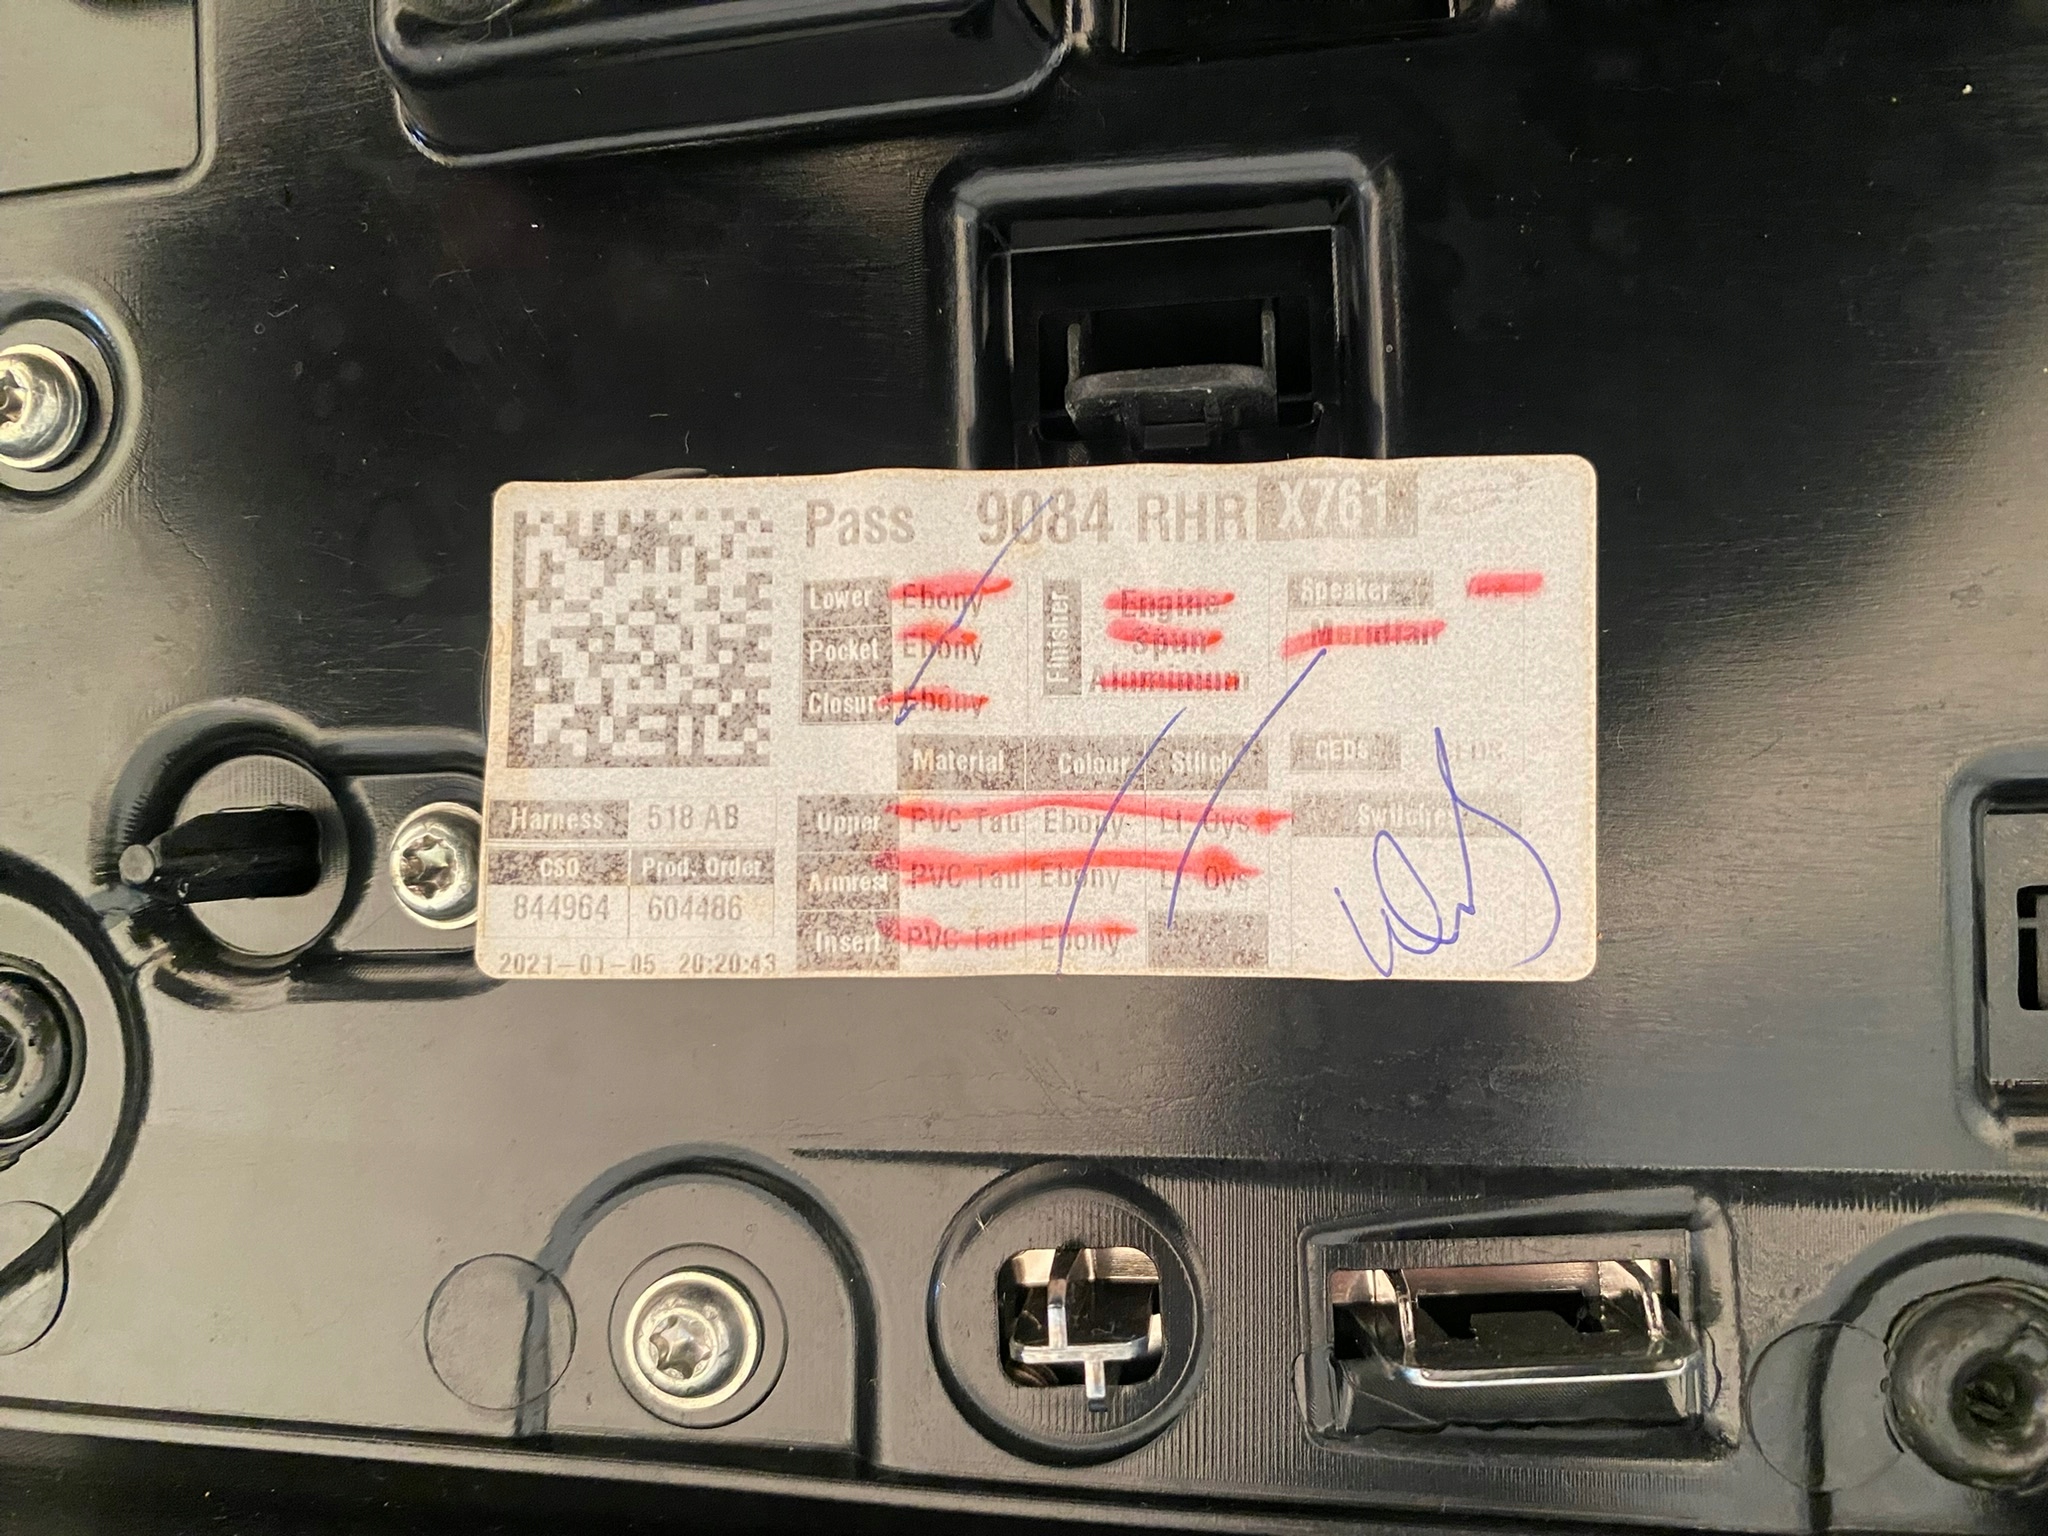 Pass 9084 RHR X761
Lower Ebony
Pocket Ebony
Closure Ebony
Finisher
Engine
Spun
Aluminium
Speaker
Meridian
Material Colour Stitch
CEDS
Upper PVC Tau Ebony Lt. Oys
Armrest PVC Tau Ebony Lt. Oys
Insert PVC Tau Ebony
Switches
Harness 518 AB
CSO Prod. Order
844964 604486
2021-01-05 20:20:43